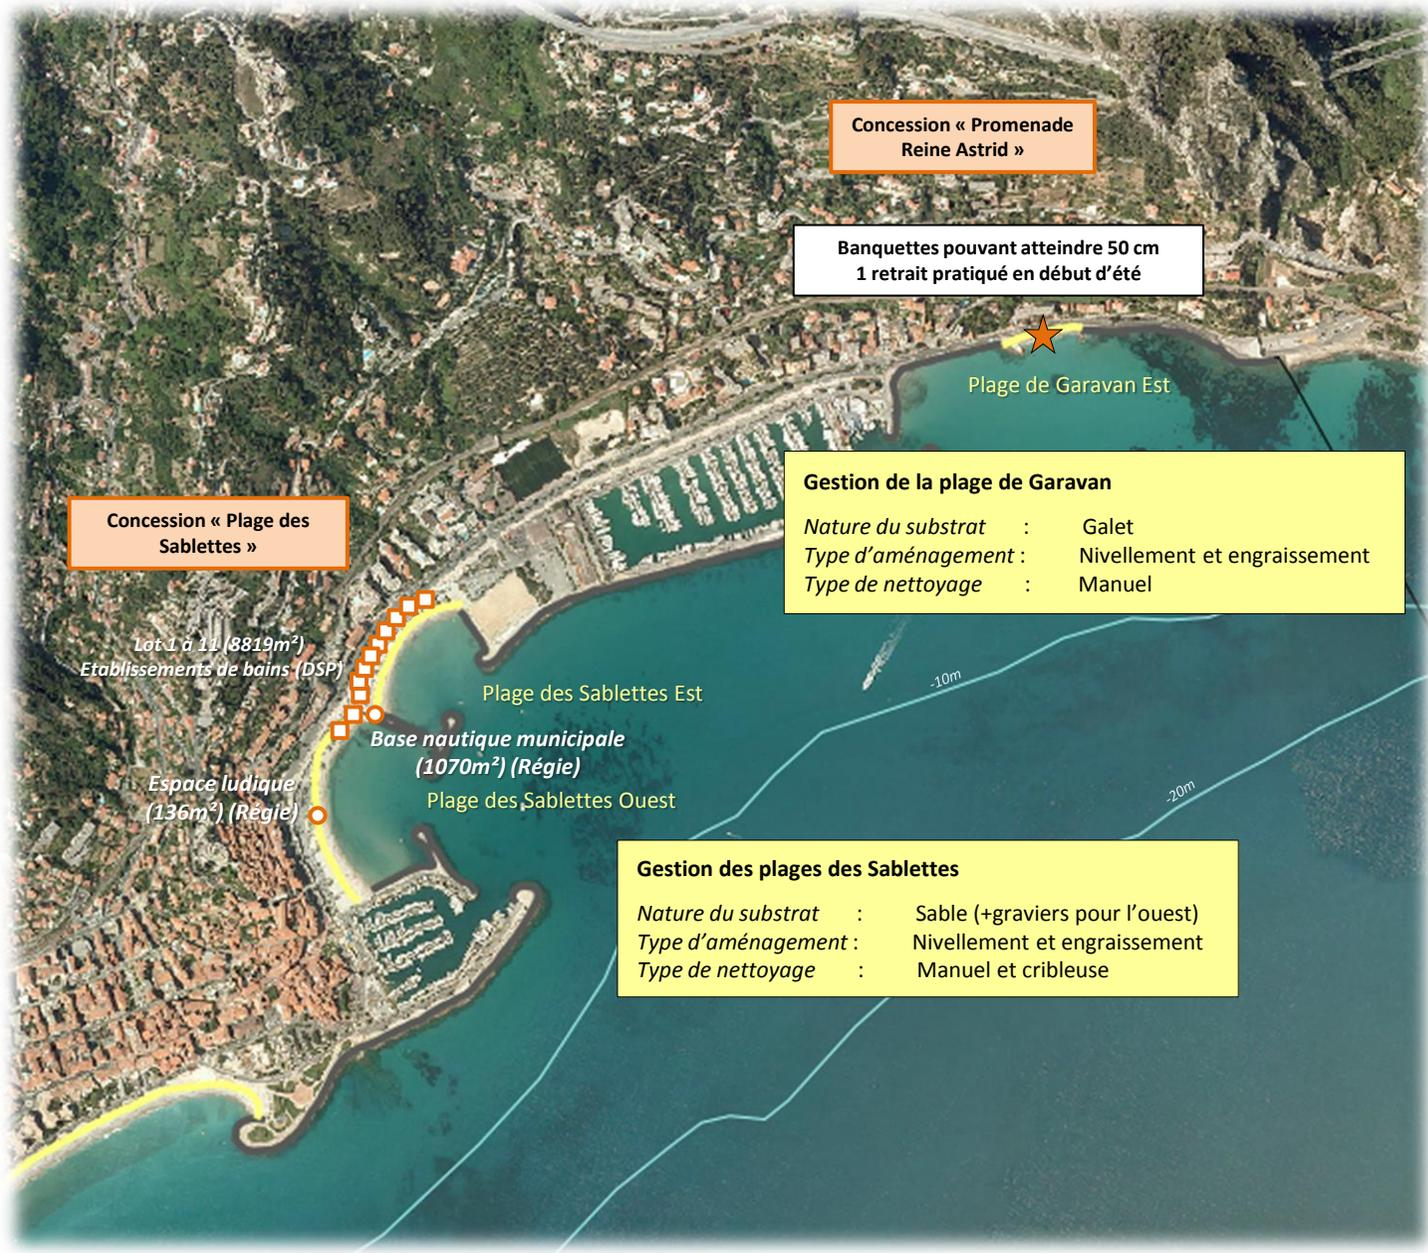 Concession « Promenade
Reine Astrid »
Banquettes pouvant atteindre 50 cm
1 retrait pratiqué en début d’été
Plage de Garavan Est
Gestion de la plage de Garavan
Nature du substrat : Galet
Type d’aménagement : Nivellement et engraissement
Type de nettoyage : Manuel
Concession « Plage des
Sablettes »
Lot 1 à 11 (8819m²)
Etablissements de bains (DSP)
Plage des Sablettes Est
-10m
Base nautique municipale
(1070m²) (Régie)
Espace ludique
(136m²) (Régie)
Plage des Sablettes Ouest
-20m
Gestion des plages des Sablettes
Nature du substrat : Sable (+graviers pour l’ouest)
Type d’aménagement : Nivellement et engraissement
Type de nettoyage : Manuel et cribleuse